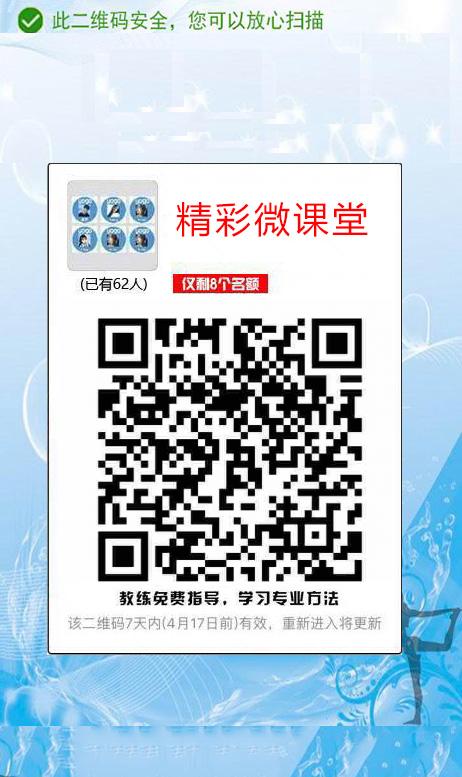 此二维码安全，您可以放心扫描
精彩微课堂
(已有62人)
仅剩8个名额
教练免费指导，学习专业方法
该二维码7天内(4月17日前)有效，重新进入将更新